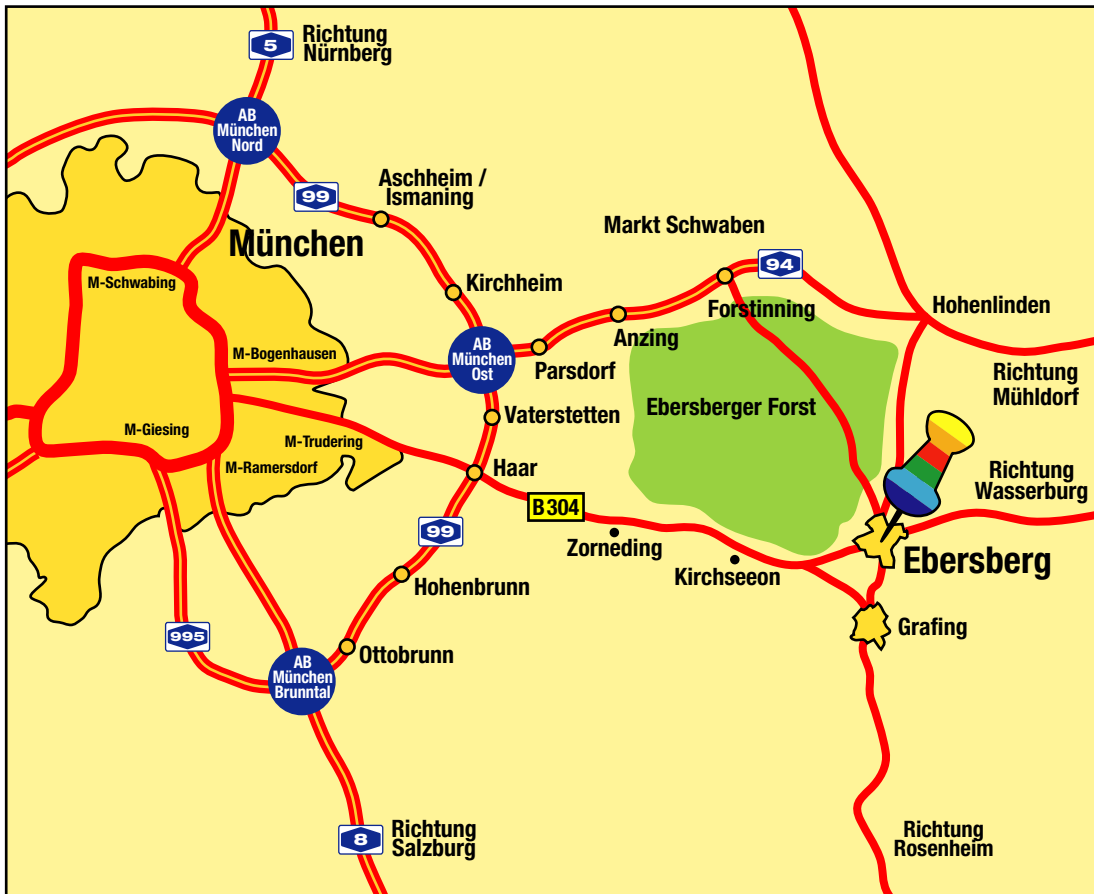 5
Richtung
Nürnberg
AB
München
Nord
99
Aschheim /
Ismaning
München
Markt Schwaben
94
M-Schwabing
Kirchheim
Forstinning
Hohenlinden
Anzing
AB
München
Ost
M-Bogenhausen
Parsdorf
Richtung
Mühldorf
Ebersberger Forst
Vaterstetten
M-Giesing
M-Trudering
M-Ramersdorf
Haar
Richtung
Wasserburg
B304
99
Zorneding
Ebersberg
Kirchseeon
Hohenbrunn
995
Grafing
Ottobrunn
AB
München
Brunntal
8
Richtung
Salzburg
Richtung
Rosenheim